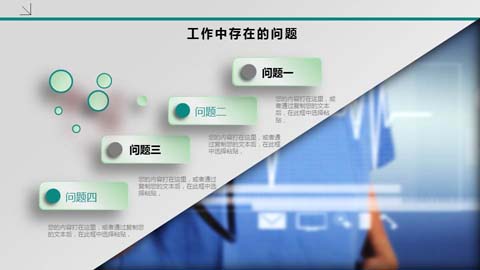 工作中存在的问题
问题一
您的内容打在这里，或者
通过复制您的文本后，
在此框中选择粘贴，
问题二
您的内容打在这里，或者通
过复制您的文本后，在此框
中选择粘贴，
问题三
您的内容打在这里，或者通过
复制您的文本后，在此框中选
择粘贴，
问题四
您的内容打在这里，或者通过复制您
的文本后，在此框中选择粘贴，